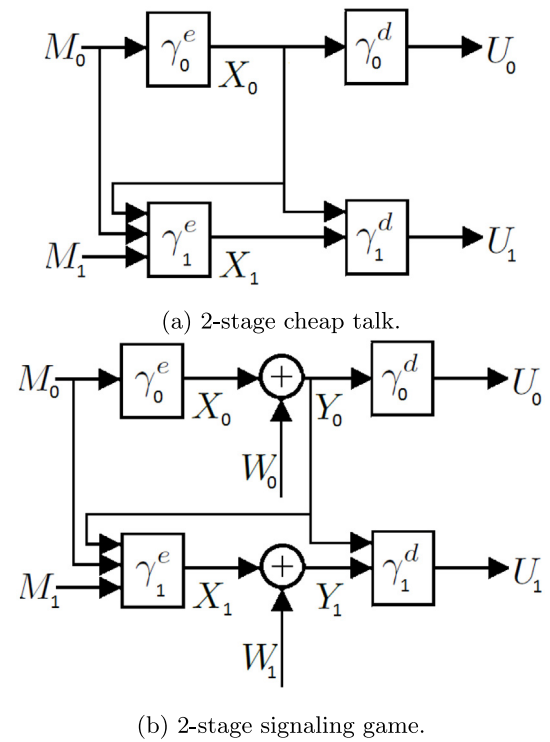 M₀ γ₀ᵉ X₀ γ₀ᵈ U₀
M₁ γ₁ᵉ X₁ γ₁ᵈ U₁
(a) 2-stage cheap talk.
M₀ γ₀ᵉ X₀ + Y₀ γ₀ᵈ U₀
W₀
M₁ γ₁ᵉ X₁ + Y₁ γ₁ᵈ U₁
W₁
(b) 2-stage signaling game.